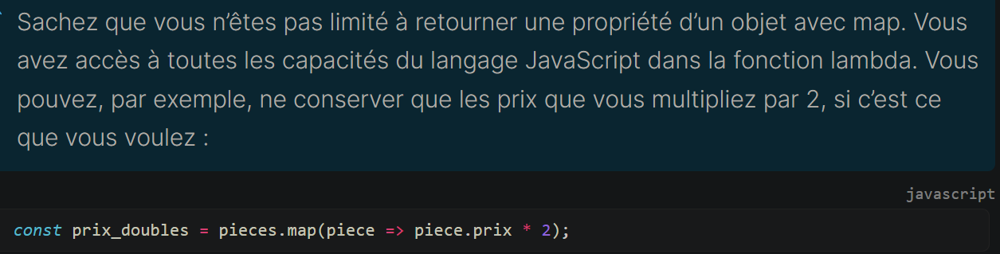 Sachez que vous n’êtes pas limité à retourner une propriété d’un objet avec map. Vous
avez accès à toutes les capacités du langage JavaScript dans la fonction lambda. Vous
pouvez, par exemple, ne conserver que les prix que vous multipliez par 2, si c’est ce
que vous voulez :
javascript
const prix_doubles = pieces.map(piece => piece.prix * 2);